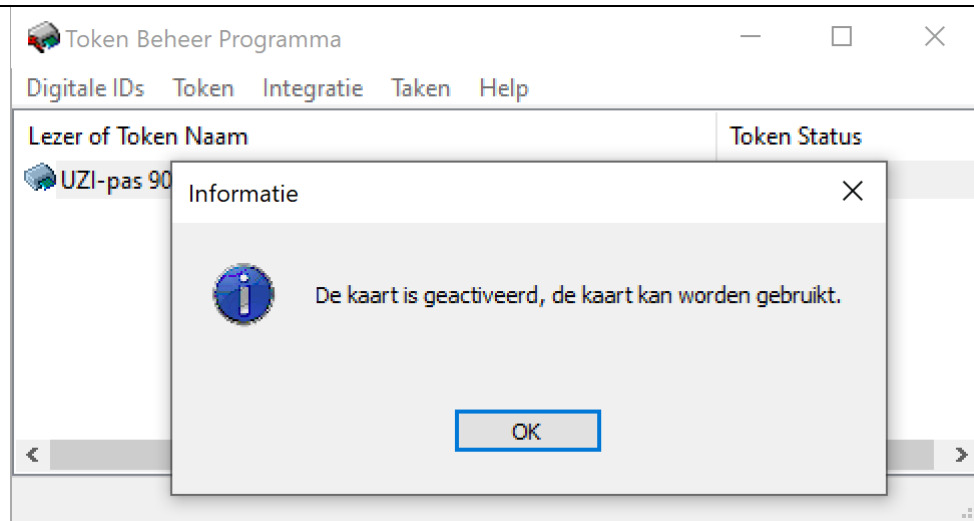 Token Beheer Programma
Digitale IDs Token Integratie Taken Help
Lezer of Token Naam Token Status
UZI-pas 90
Informatie
De kaart is geactiveerd, de kaart kan worden gebruikt.
OK